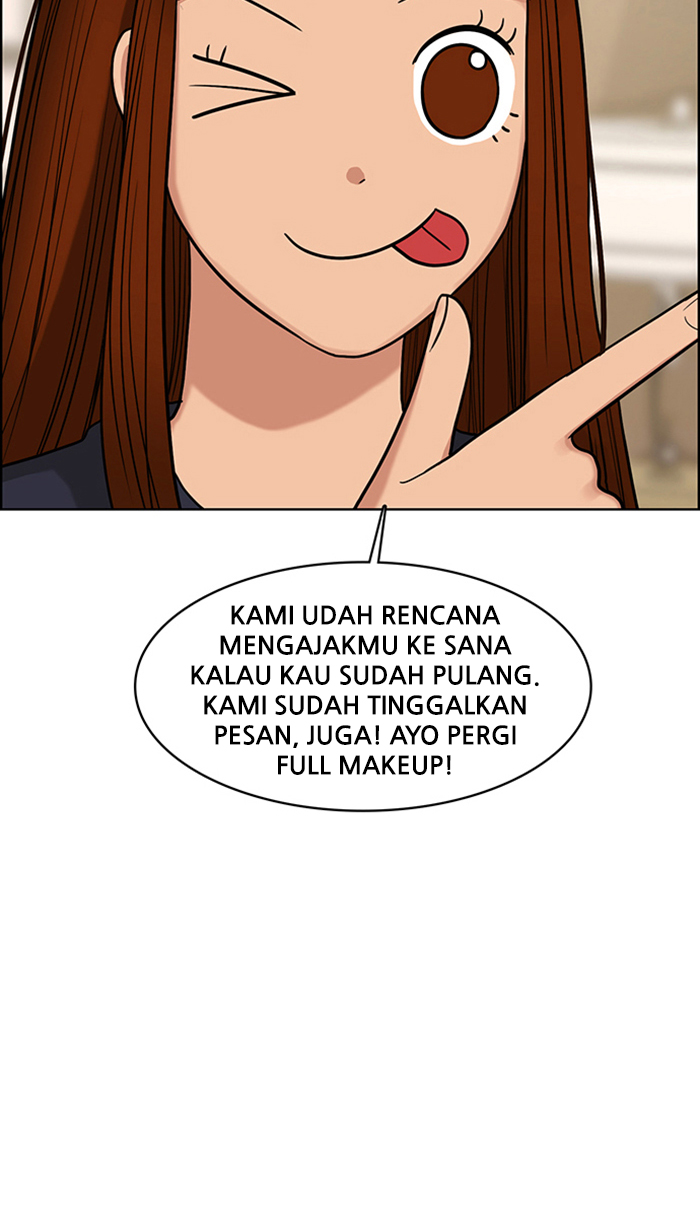 KAMI UDAH RENCANA
MENGAJAKMU KE SANA
KALAU KAU SUDAH PULANG.
KAMI SUDAH TINGGALKAN
PESAN, JUGA! AYO PERGI
FULL MAKEUP!